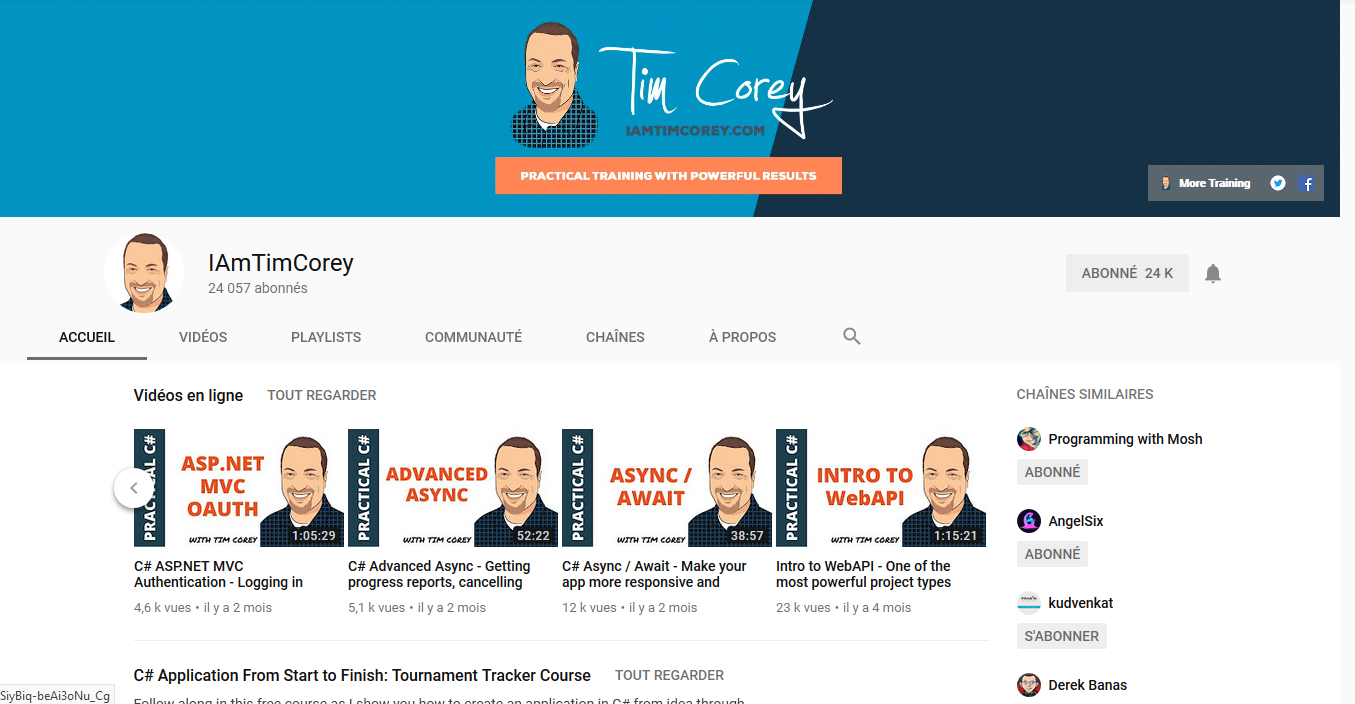 Tim Corey
IAMTIMCOREY.COM
PRACTICAL TRAINING WITH POWERFUL RESULTS
More Training
IAmTimCorey
24 057 abonnés
ABONNÉ 24 K
ACCUEIL VIDÉOS PLAYLISTS COMMUNAUTÉ CHAÎNES À PROPOS
Vidéos en ligne TOUT REGARDER
PRACTICAL C#
ASP.NET
MVC
OAUTH
WITH TIM COREY
1:05:29
C# ASP.NET MVC
Authentication - Logging in
4,6 k vues • il y a 2 mois
PRACTICAL C#
ADVANCED
ASYNC
WITH TIM COREY
52:22
C# Advanced Async - Getting
progress reports, cancelling
5,1 k vues • il y a 2 mois
PRACTICAL C#
ASYNC /
AWAIT
WITH TIM COREY
38:57
C# Async / Await - Make your
app more responsive and
12 k vues • il y a 2 mois
PRACTICAL C#
INTRO TO
WebAPI
WITH TIM COREY
1:15:21
Intro to WebAPI - One of the
most powerful project types
23 k vues • il y a 4 mois
CHAÎNES SIMILAIRES
Programming with Mosh
ABONNÉ
AngelSix
ABONNÉ
kudvenkat
S'ABONNER
Derek Banas
C# Application From Start to Finish: Tournament Tracker Course TOUT REGARDER
Follow along in this free course as I show you how to create an application in C# from idea through
SiyBiq-beAi3oNu_Cg